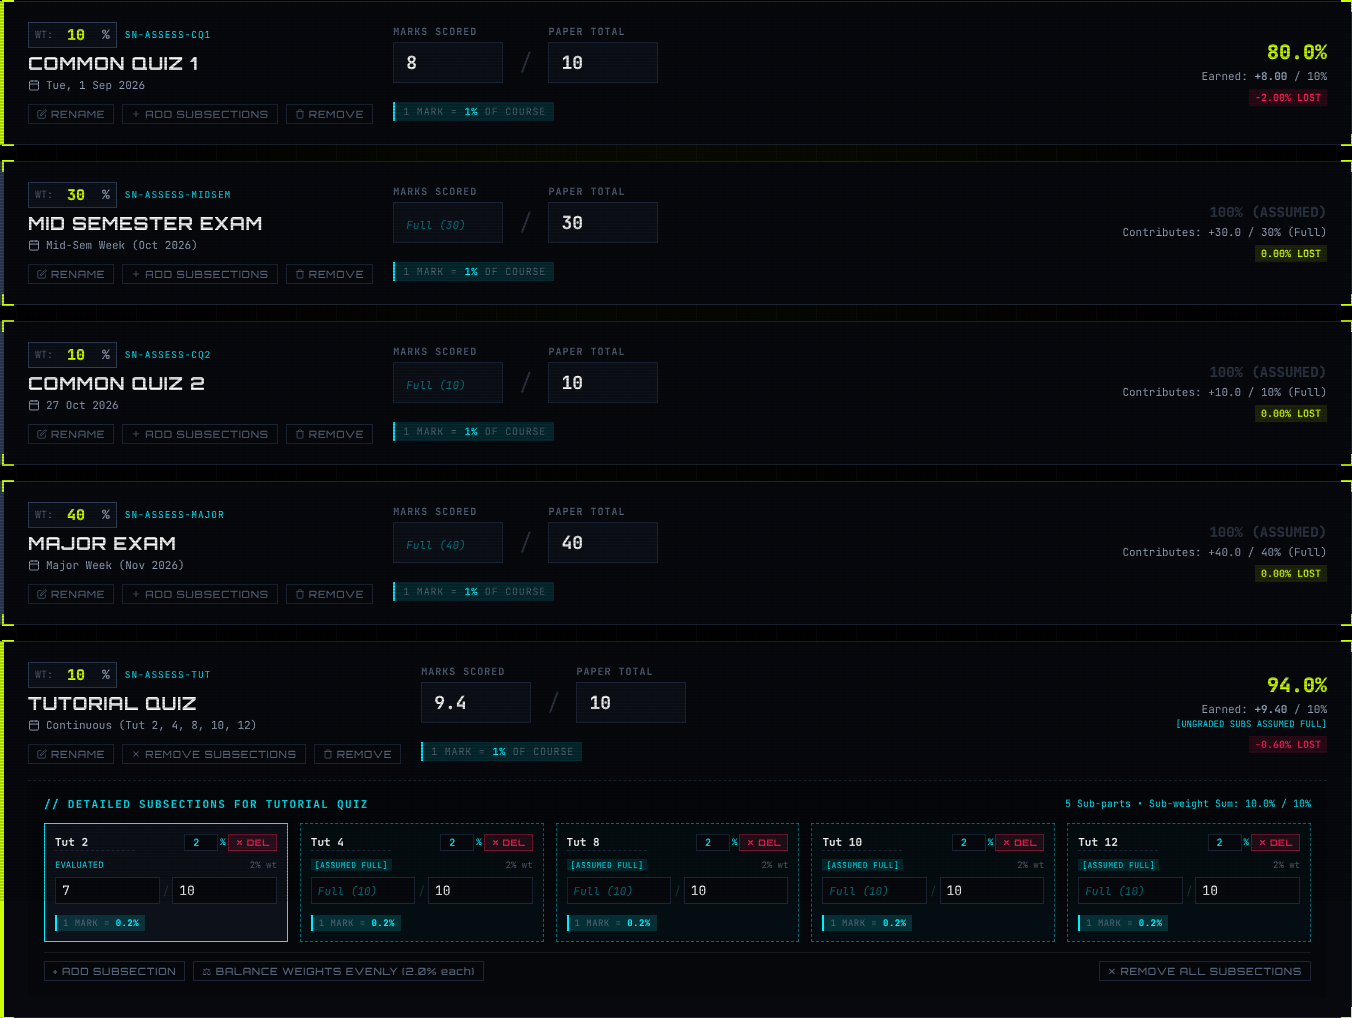 WT: 10 % SN-ASSESS-CQ1
COMMON QUIZ 1
Tue, 1 Sep 2026
RENAME + ADD SUBSECTIONS REMOVE
MARKS SCORED PAPER TOTAL
8 / 10
1 MARK = 1% OF COURSE
80.0%
Earned: +8.00 / 10%
-2.00% LOST
WT: 30 % SN-ASSESS-MIDSEM
MID SEMESTER EXAM
Mid-Sem Week (Oct 2026)
RENAME + ADD SUBSECTIONS REMOVE
MARKS SCORED PAPER TOTAL
Full (30) / 30
1 MARK = 1% OF COURSE
100% (ASSUMED)
Contributes: +30.0 / 30% (Full)
0.00% LOST
WT: 10 % SN-ASSESS-CQ2
COMMON QUIZ 2
27 Oct 2026
RENAME + ADD SUBSECTIONS REMOVE
MARKS SCORED PAPER TOTAL
Full (10) / 10
1 MARK = 1% OF COURSE
100% (ASSUMED)
Contributes: +10.0 / 10% (Full)
0.00% LOST
WT: 40 % SN-ASSESS-MAJOR
MAJOR EXAM
Major Week (Nov 2026)
RENAME + ADD SUBSECTIONS REMOVE
MARKS SCORED PAPER TOTAL
Full (40) / 40
1 MARK = 1% OF COURSE
100% (ASSUMED)
Contributes: +40.0 / 40% (Full)
0.00% LOST
WT: 10 % SN-ASSESS-TUT
TUTORIAL QUIZ
Continuous (Tut 2, 4, 8, 10, 12)
RENAME × REMOVE SUBSECTIONS REMOVE
MARKS SCORED PAPER TOTAL
9.4 / 10
1 MARK = 1% OF COURSE
94.0%
Earned: +9.40 / 10%
[UNGRADED SUBS ASSUMED FULL]
-0.60% LOST
// DETAILED SUBSECTIONS FOR TUTORIAL QUIZ
5 Sub-parts • Sub-weight Sum: 10.0% / 10%
Tut 2 2 % × DEL
EVALUATED 2% wt
7 / 10
1 MARK = 0.2%
Tut 4 2 % × DEL
[ASSUMED FULL] 2% wt
Full (10) / 10
1 MARK = 0.2%
Tut 8 2 % × DEL
[ASSUMED FULL] 2% wt
Full (10) / 10
1 MARK = 0.2%
Tut 10 2 % × DEL
[ASSUMED FULL] 2% wt
Full (10) / 10
1 MARK = 0.2%
Tut 12 2 % × DEL
[ASSUMED FULL] 2% wt
Full (10) / 10
1 MARK = 0.2%
+ ADD SUBSECTION ⚖ BALANCE WEIGHTS EVENLY (2.0% each) × REMOVE ALL SUBSECTIONS